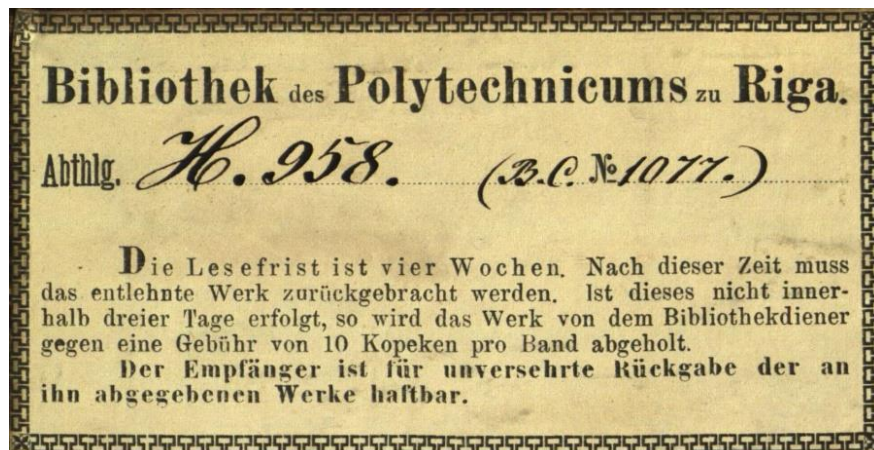 Bibliothek des Polytechnicums zu Riga.
Abthlg. H. 958. (B.C. № 1077.)
Die Lesefrist ist vier Wochen. Nach dieser Zeit muss
das entlehnte Werk zurückgebracht werden. Ist dieses nicht inner-
halb dreier Tage erfolgt, so wird das Werk von dem Bibliothekdiener
gegen eine Gebühr von 10 Kopeken pro Band abgeholt.
Der Empfänger ist für unversehrte Rückgabe der an
ihn abgegebenen Werke haftbar.